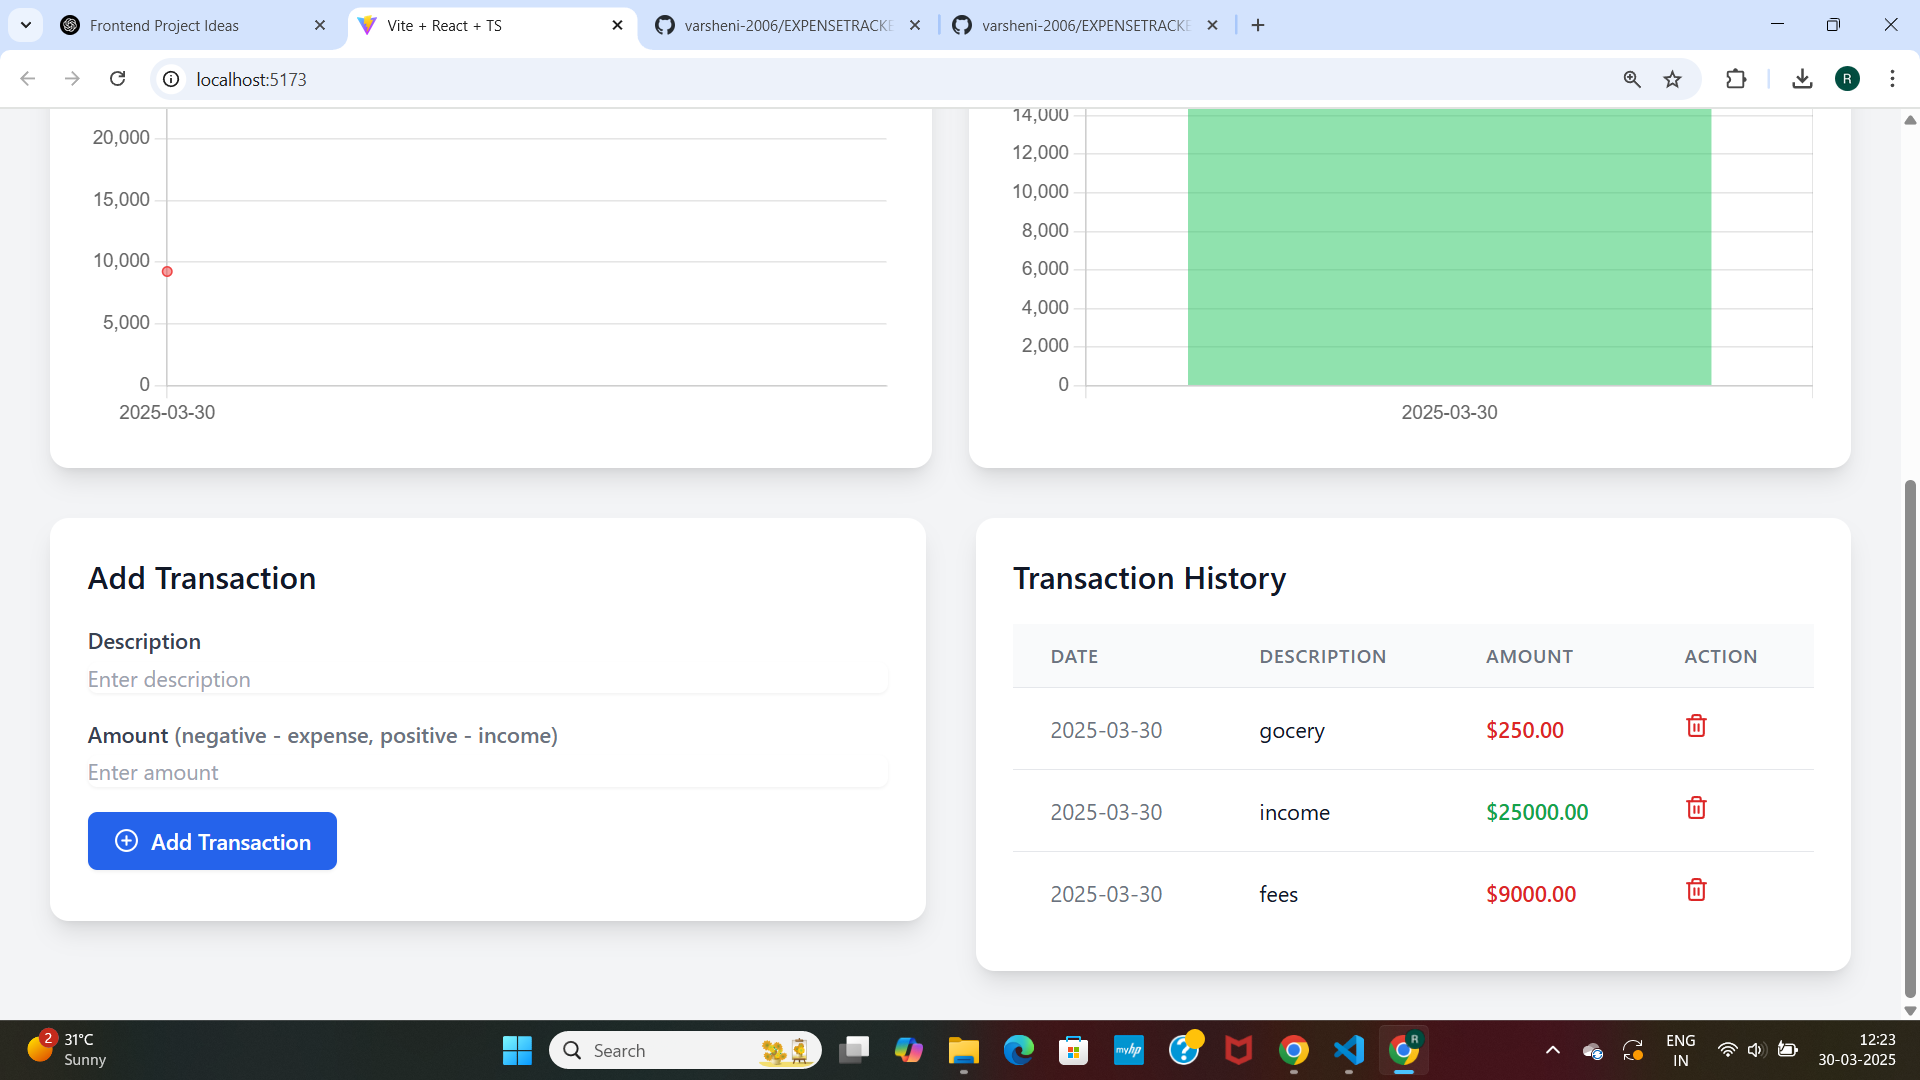 Frontend Project Ideas
Vite + React + TS
varsheni-2006/EXPENSETRACKE
varsheni-2006/EXPENSETRACKE
localhost:5173
R
20,000
15,000
10,000
5,000
0
2025-03-30
14,000
12,000
10,000
8,000
6,000
4,000
2,000
0
2025-03-30
Add Transaction
Description
Enter description
Amount (negative - expense, positive - income)
Enter amount
Add Transaction
Transaction History
DATE DESCRIPTION AMOUNT ACTION
2025-03-30 gocery $250.00
2025-03-30 income $25000.00
2025-03-30 fees $9000.00
2
31°C
Sunny
Search
myhp
R
ENG
IN
12:23
30-03-2025